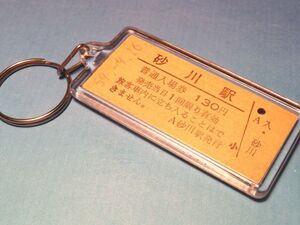 砂川駅
普通入場券 130円
発売当日1回限り有効
旅客車内に立ち入ることはで
きません。
A砂川駅発行
入・A
砂川
小